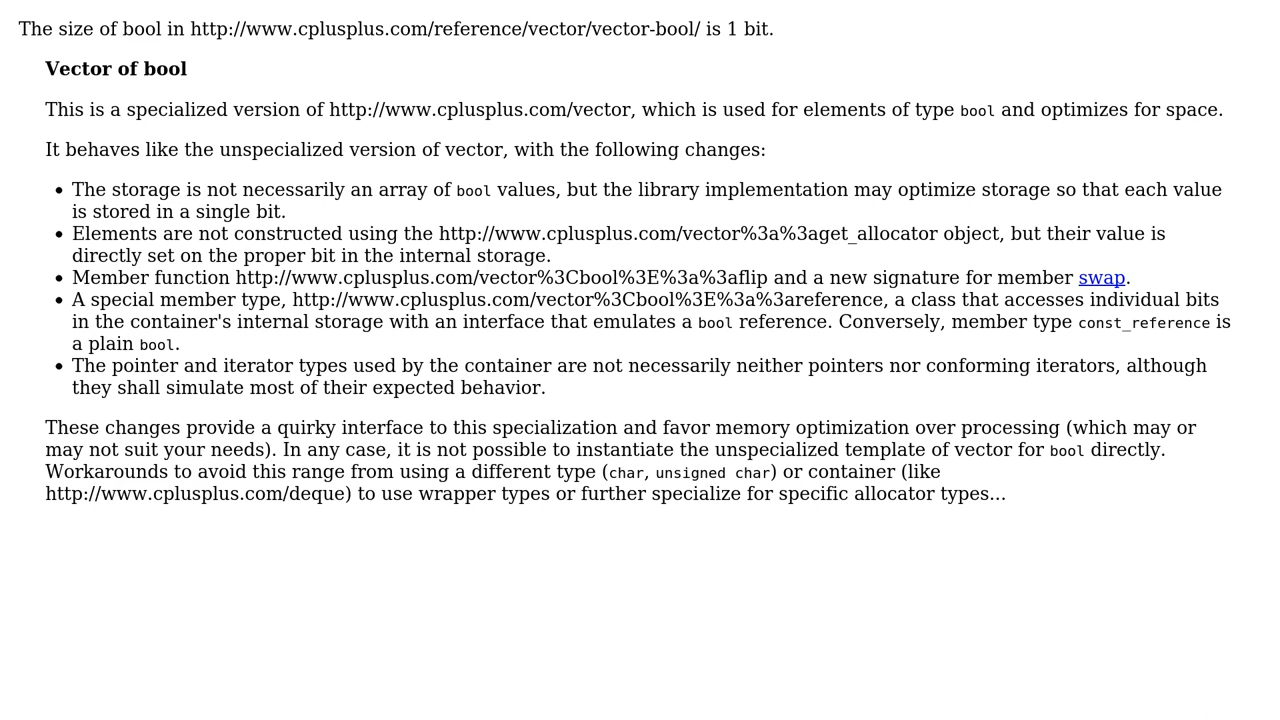 The size of bool in http://www.cplusplus.com/reference/vector/vector-bool/ is 1 bit.
Vector of bool
This is a specialized version of http://www.cplusplus.com/vector, which is used for elements of type bool and optimizes for space.
It behaves like the unspecialized version of vector, with the following changes:
• The storage is not necessarily an array of bool values, but the library implementation may optimize storage so that each value
is stored in a single bit.
• Elements are not constructed using the http://www.cplusplus.com/vector%3a%3aget_allocator object, but their value is
directly set on the proper bit in the internal storage.
• Member function http://www.cplusplus.com/vector%3Cbool%3E%3a%3aflip and a new signature for member swap.
• A special member type, http://www.cplusplus.com/vector%3Cbool%3E%3a%3areference, a class that accesses individual bits
in the container's internal storage with an interface that emulates a bool reference. Conversely, member type const_reference is
a plain bool.
• The pointer and iterator types used by the container are not necessarily neither pointers nor conforming iterators, although
they shall simulate most of their expected behavior.
These changes provide a quirky interface to this specialization and favor memory optimization over processing (which may or
may not suit your needs). In any case, it is not possible to instantiate the unspecialized template of vector for bool directly.
Workarounds to avoid this range from using a different type (char, unsigned char) or container (like
http://www.cplusplus.com/deque) to use wrapper types or further specialize for specific allocator types...